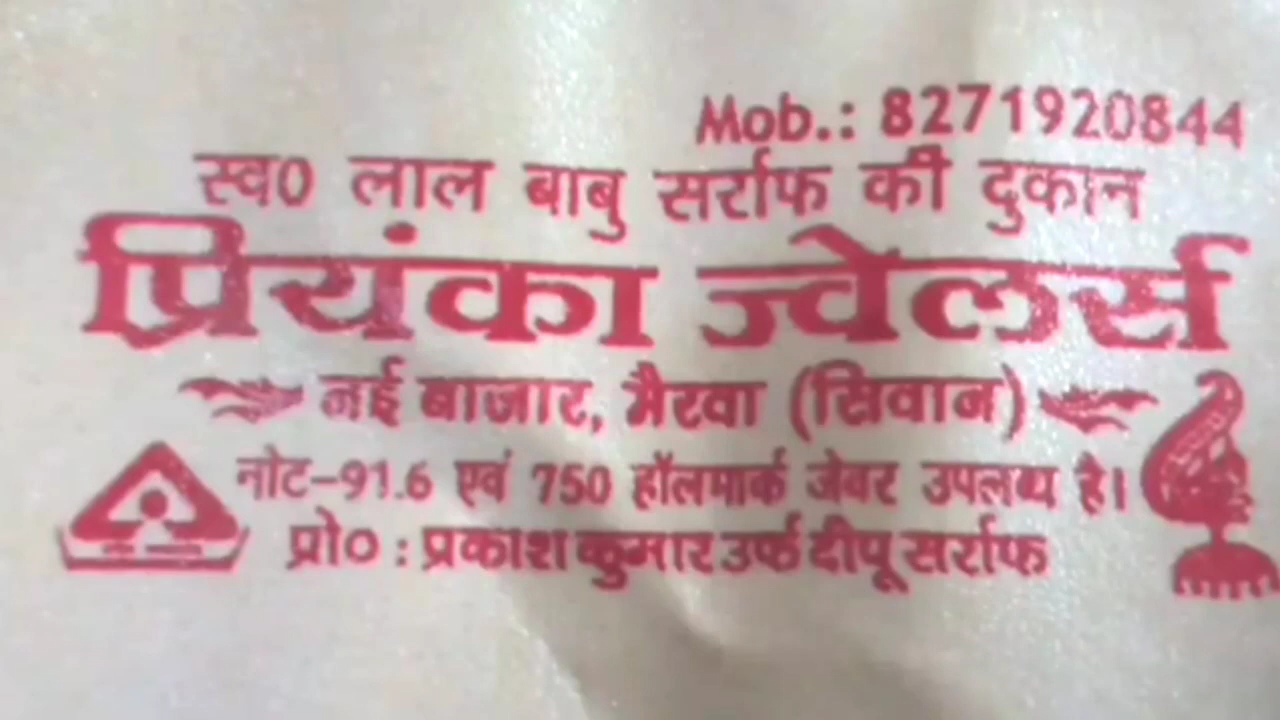 Mob.: 8271920844
स्व0 लाल बाबु सर्राफ की दुकान
प्रियंका ज्वेलर्स
नई बाजार, मैरवा (सिवान)
नोट-91.6 एवं 750 हॉलमार्क जेवर उपलब्ध है।
प्रो0 : प्रकाश कुमार उर्फ दीपू सर्राफ